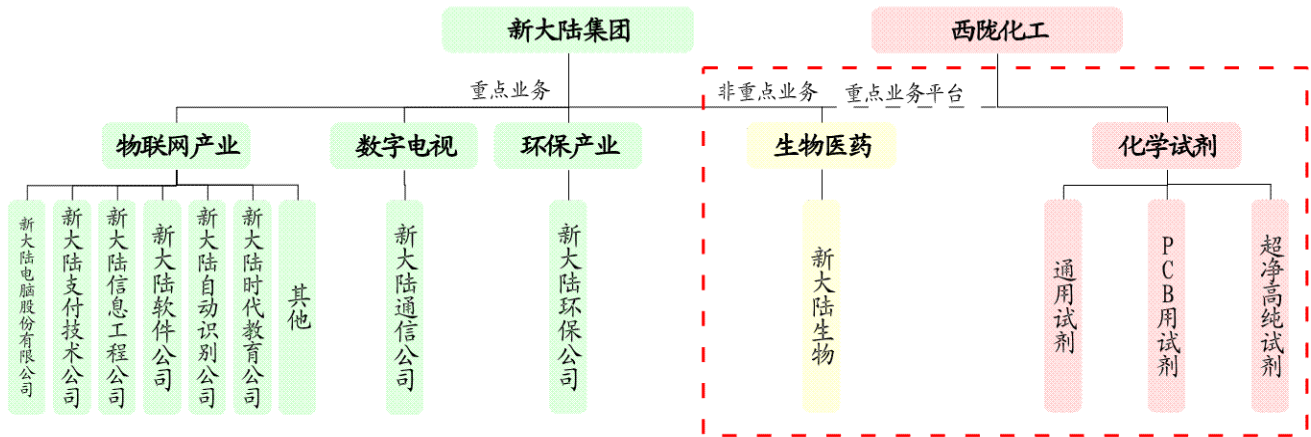 新大陆集团
西陇化工
重点业务
非重点业务
重点业务平台
物联网产业
数字电视
环保产业
生物医药
化学试剂
新大陆电脑股份有限公司
新大陆支付技术公司
新大陆信息工程公司
新大陆软件公司
新大陆自动识别公司
新大陆时代教育公司
其他
新大陆通信公司
新大陆环保公司
新大陆生物
通用试剂
PCB用试剂
超净高纯试剂